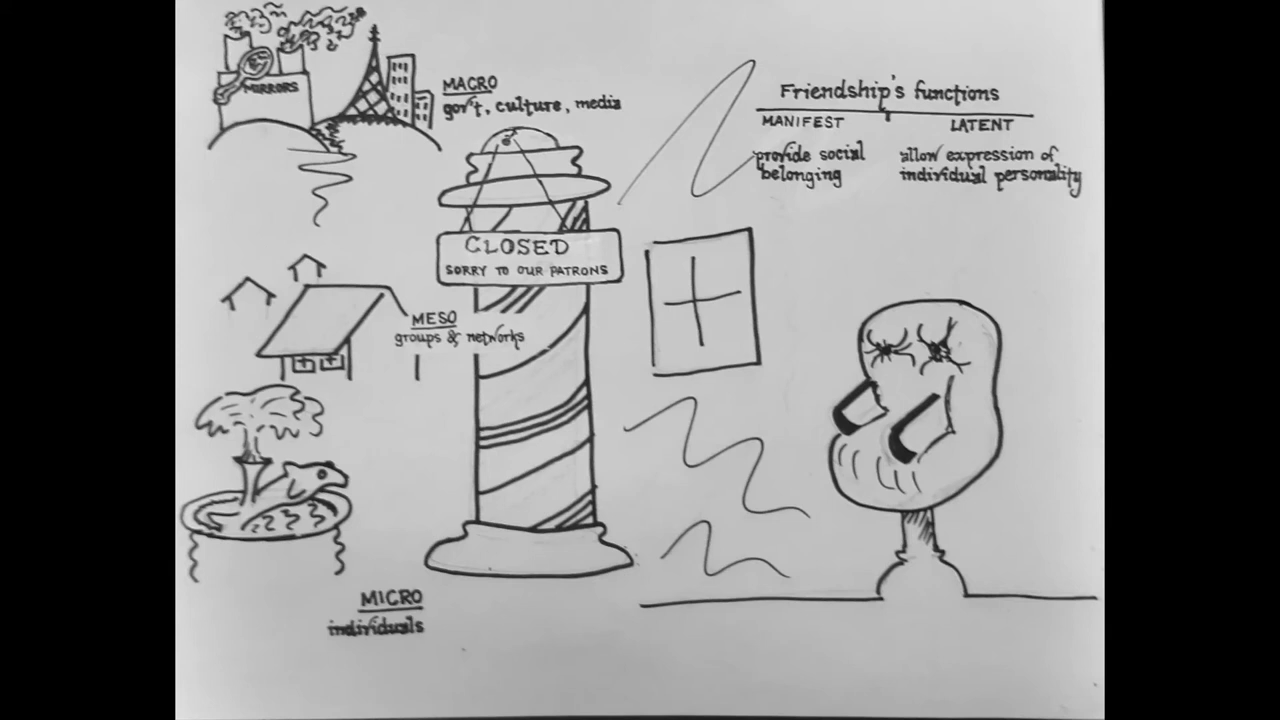 MIRRORS
MACRO
gov't, culture, media
Friendship's functions
MANIFEST
LATENT
provide social
belonging
allow expression of
individual personality
CLOSED
SORRY TO OUR PATRONS
MESO
groups & networks
MICRO
individuals